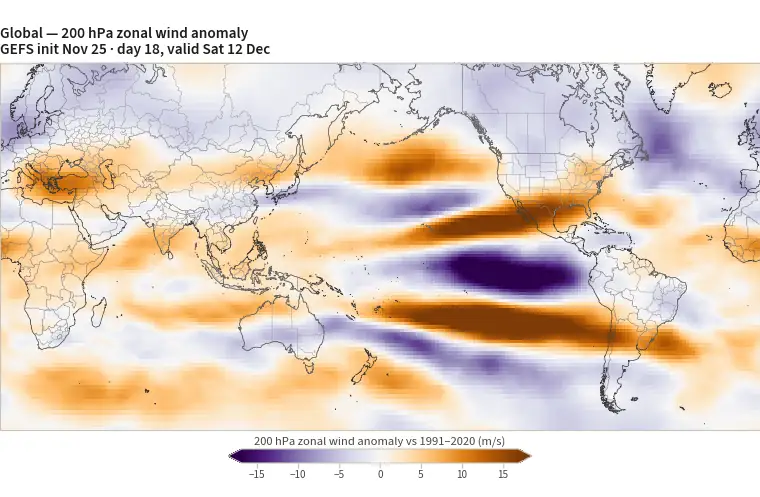 Global — 200 hPa zonal wind anomaly
GEFS init Nov 25 · day 18, valid Sat 12 Dec
200 hPa zonal wind anomaly vs 1991–2020 (m/s)
−15 −10 −5 0 5 10 15